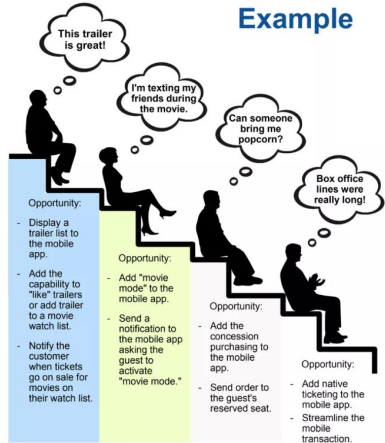 Example
This trailer
is great!
I'm texting my
friends during
the movie.
Can someone
bring me
popcorn?
Box office
lines were
really long!
Opportunity:
- Display a
trailer list to
the mobile
app.
- Add the
capability to
"like" trailers
or add trailer
to a movie
watch list.
- Notify the
customer
when tickets
go on sale for
movies on
their watch list.
Opportunity:
- Add "movie
mode" to the
mobile app.
- Send a
notification to
the mobile app
asking the
guest to
activate
"movie mode."
Opportunity:
- Add the
concession
purchasing to
the mobile
app.
- Send order to
the guest's
reserved seat.
Opportunity:
- Add native
ticketing to the
mobile app.
- Streamline the
mobile
transaction.